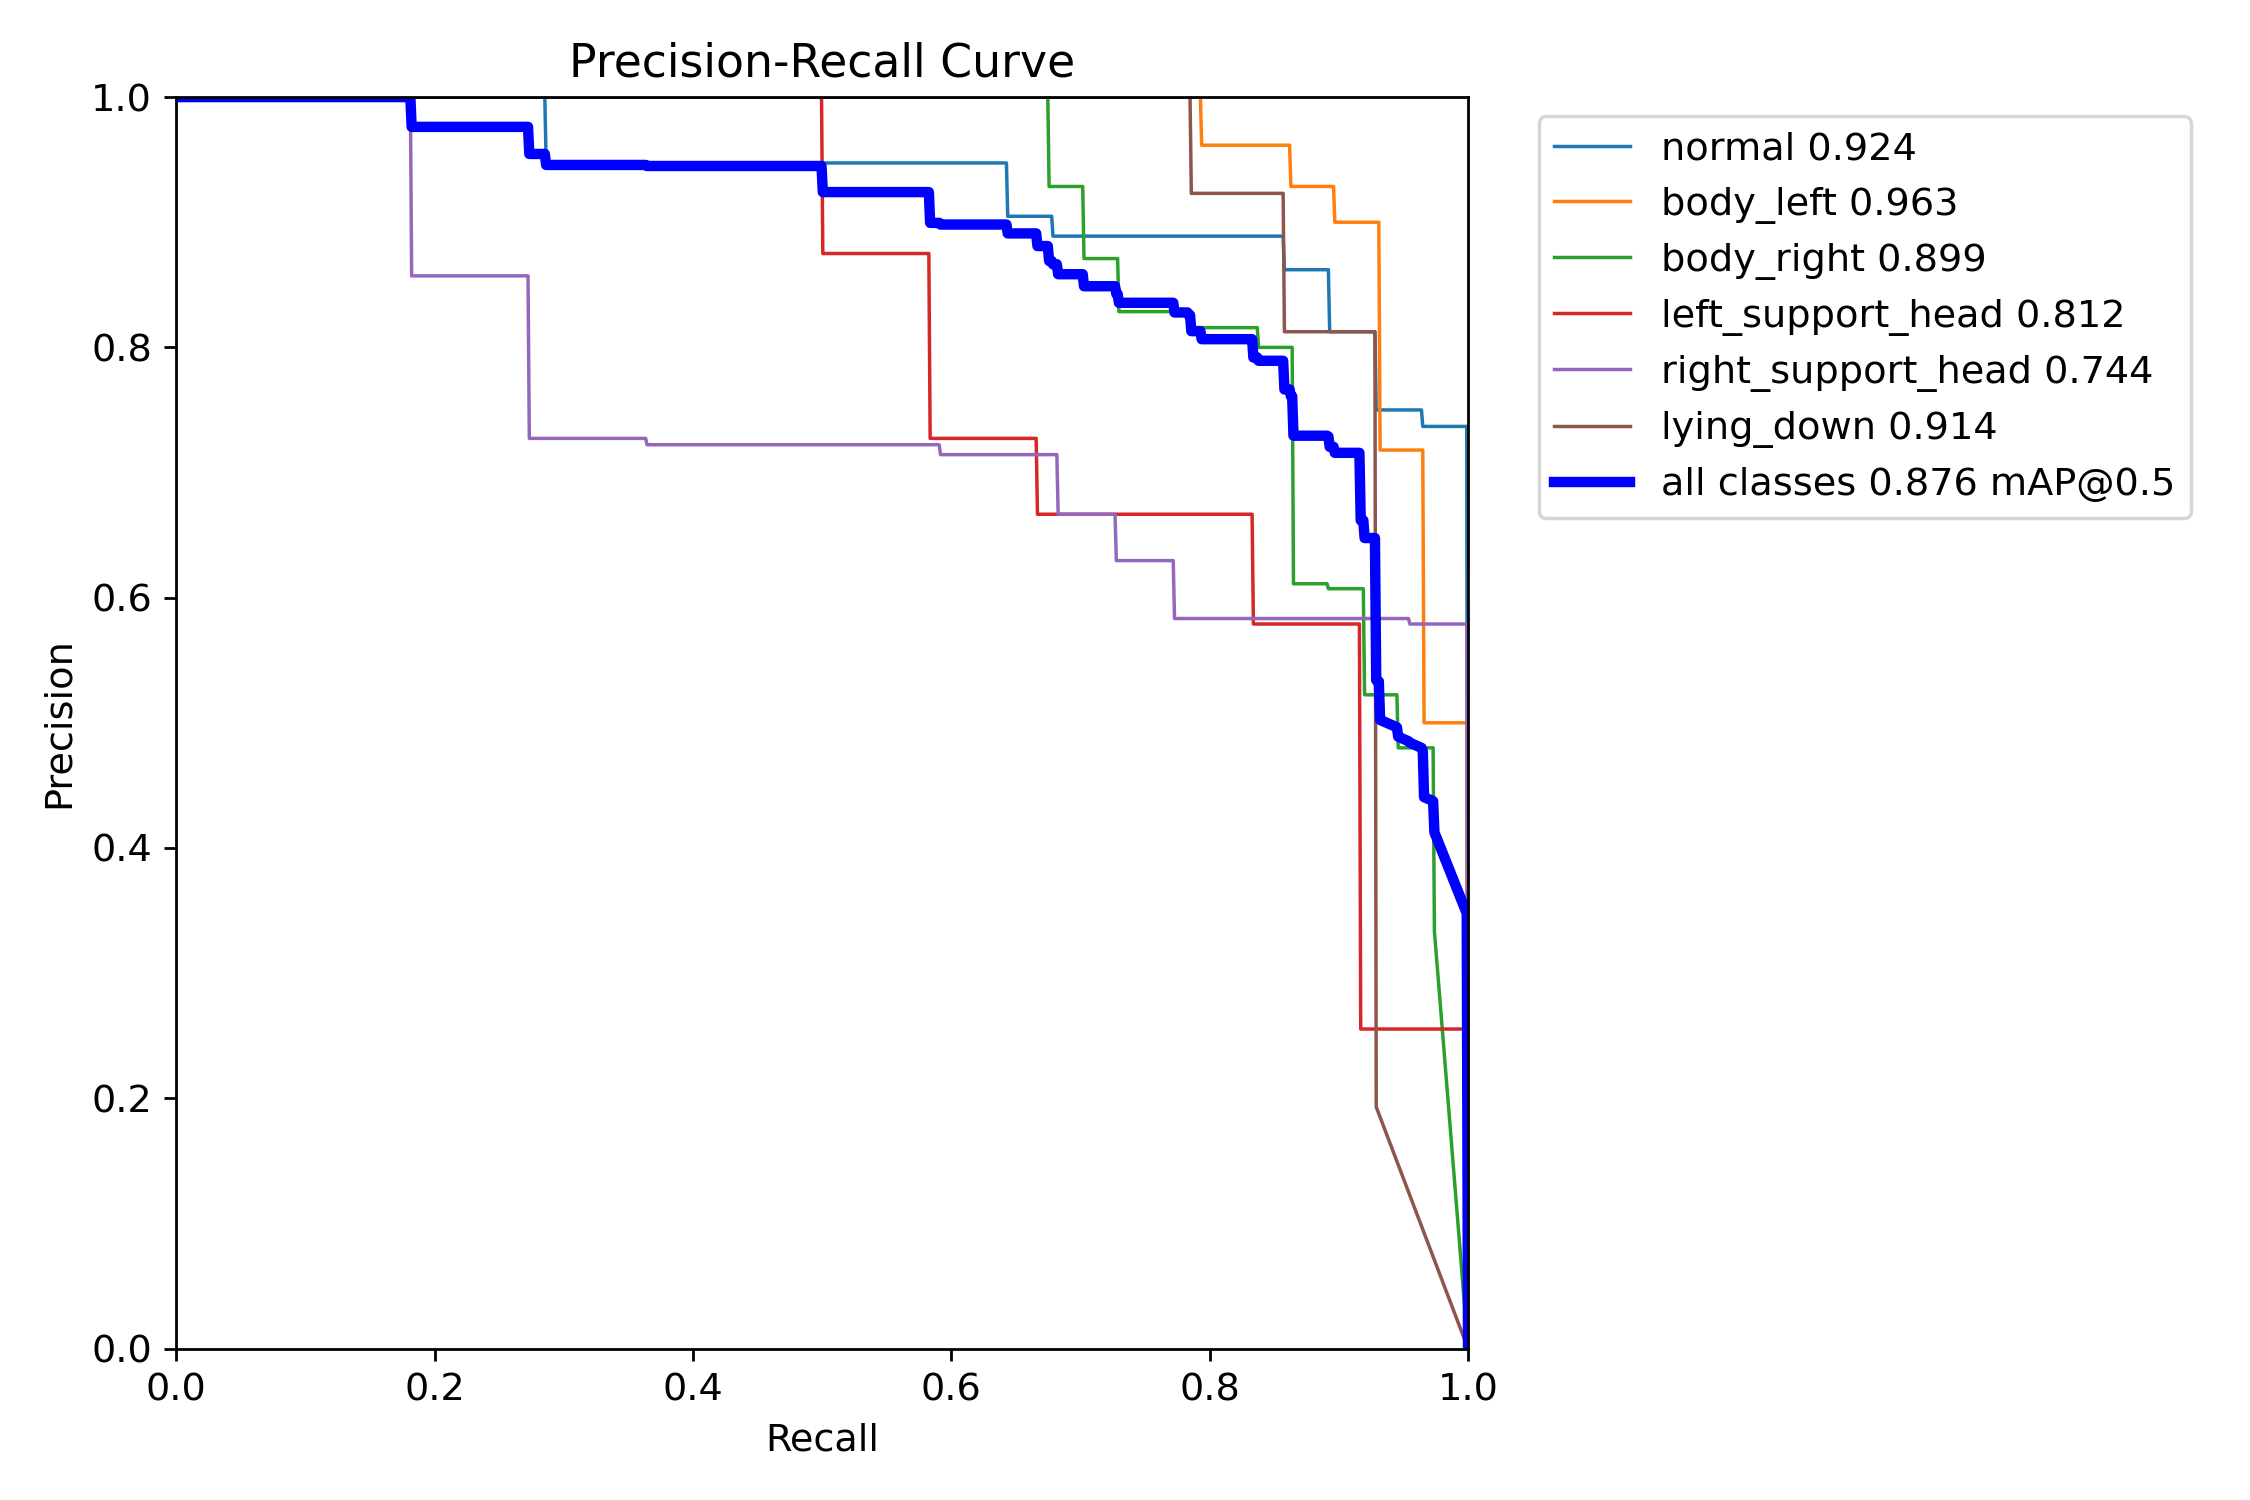 Precision-Recall Curve
1.0
0.8
0.6
0.4
0.2
0.0
Precision
0.0 0.2 0.4 0.6 0.8 1.0
Recall
normal 0.924
body_left 0.963
body_right 0.899
left_support_head 0.812
right_support_head 0.744
lying_down 0.914
all classes 0.876 mAP@0.5